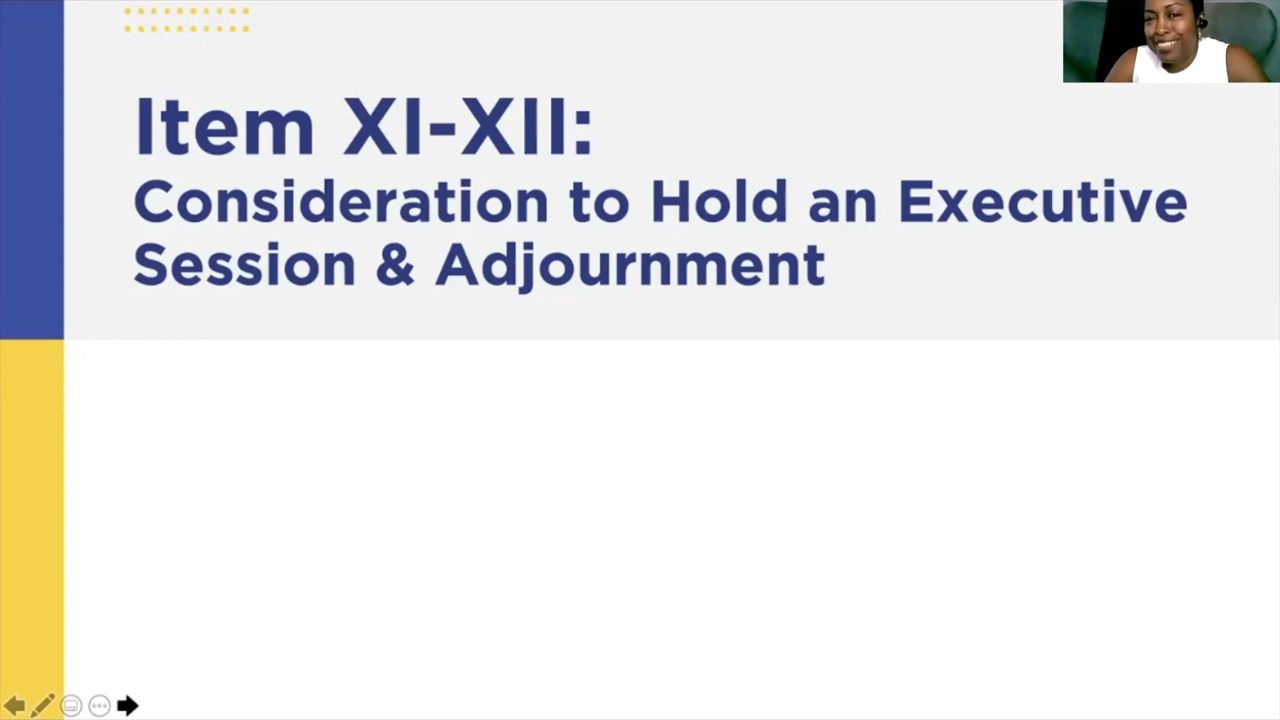 Item XI-XII:
Consideration to Hold an Executive
Session & Adjournment